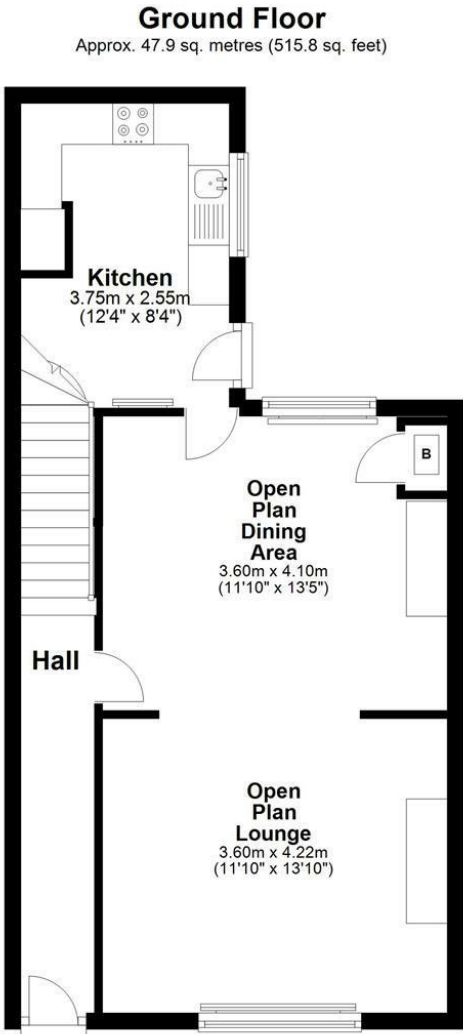 Ground Floor
Approx. 47.9 sq. metres (515.8 sq. feet)
Kitchen
3.75m x 2.55m
(12'4" x 8'4")
B
Open
Plan
Dining
Area
3.60m x 4.10m
(11'10" x 13'5")
Hall
Open
Plan
Lounge
3.60m x 4.22m
(11'10" x 13'10")